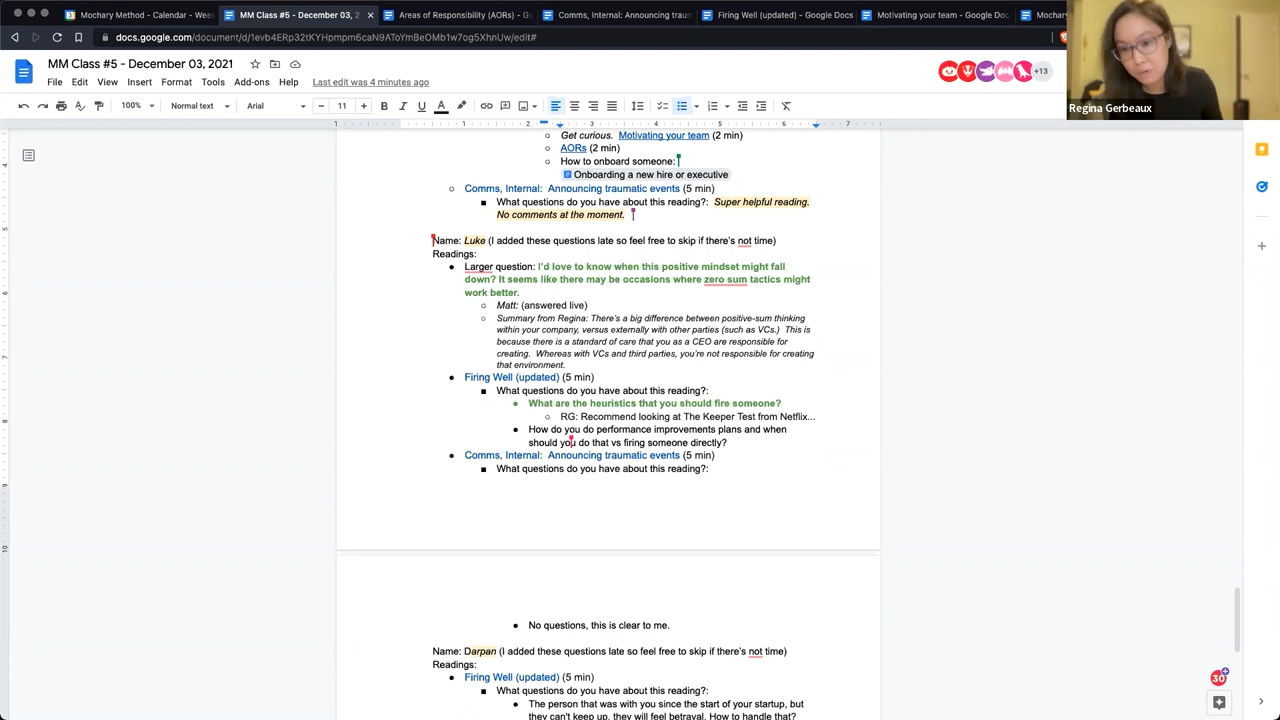 Mochary Method - Calendar - Week
MM Class #5 - December 03, 2
Areas of Responsibility (AORs) - G
Comms, Internal: Announcing traum
Firing Well (updated) - Google Docs
Motivating your team - Google Doc
Mochary
docs.google.com/document/d/1evb4ERp32tKYHpmpm6caN9AToYmBeOMb1w7og5XhnUw/edit#
MM Class #5 - December 03, 2021
File Edit View Insert Format Tools Add-ons Help Last edit was 4 minutes ago
+13
100% Normal text Arial 11
Regina Gerbeaux
Get curious. Motivating your team (2 min)
AORs (2 min)
How to onboard someone:
Onboarding a new hire or executive
Comms, Internal: Announcing traumatic events (5 min)
What questions do you have about this reading?: Super helpful reading.
No comments at the moment.
Name: Luke (I added these questions late so feel free to skip if there's not time)
Readings:
Larger question: I'd love to know when this positive mindset might fall
down? It seems like there may be occasions where zero sum tactics might
work better.
Matt: (answered live)
Summary from Regina: There's a big difference between positive-sum thinking
within your company, versus externally with other parties (such as VCs.) This is
because there is a standard of care that you as a CEO are responsible for
creating. Whereas with VCs and third parties, you're not responsible for creating
that environment.
Firing Well (updated) (5 min)
What questions do you have about this reading?:
What are the heuristics that you should fire someone?
RG: Recommend looking at The Keeper Test from Netflix...
How do you do performance improvements plans and when
should you do that vs firing someone directly?
Comms, Internal: Announcing traumatic events (5 min)
What questions do you have about this reading?:
No questions, this is clear to me.
Name: Darpan (I added these questions late so feel free to skip if there's not time)
Readings:
Firing Well (updated) (5 min)
What questions do you have about this reading?:
The person that was with you since the start of your startup, but
they can't keep up, they will feel betrayal. How to handle that?
30